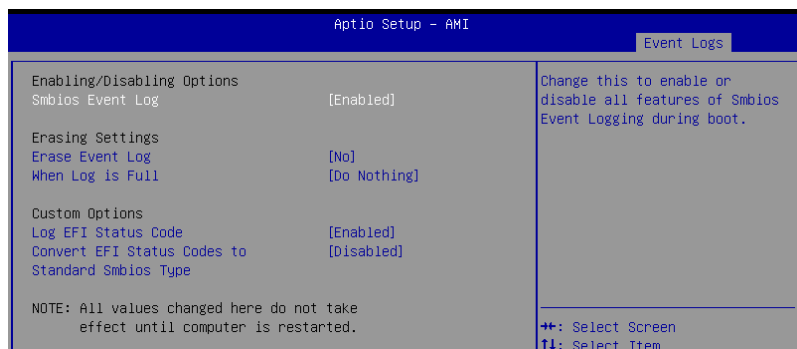 Aptio Setup - AMI
Event Logs
Enabling/Disabling Options
Smbios Event Log [Enabled]
Erasing Settings
Erase Event Log [No]
When Log is Full [Do Nothing]
Custom Options
Log EFI Status Code [Enabled]
Convert EFI Status Codes to [Disabled]
Standard Smbios Type
NOTE: All values changed here do not take
effect until computer is restarted.
Change this to enable or
disable all features of Smbios
Event Logging during boot.
→←: Select Screen
↑↓: Select Item